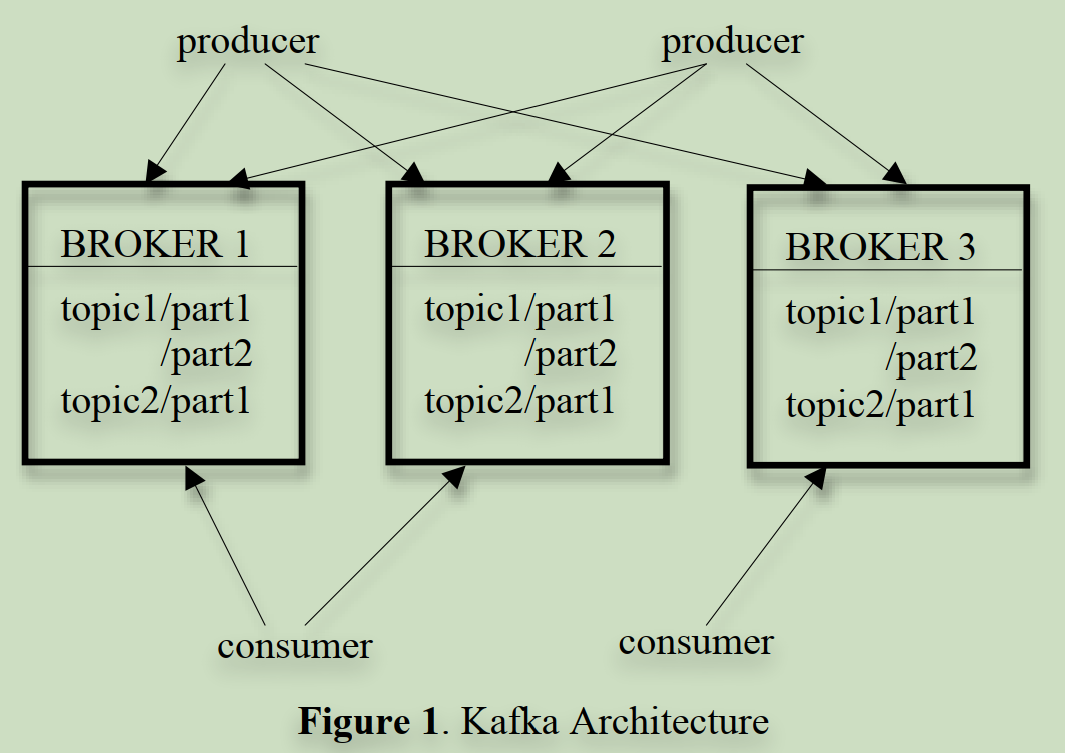 producer
producer
BROKER 1
topic1/part1
/part2
topic2/part1
BROKER 2
topic1/part1
/part2
topic2/part1
BROKER 3
topic1/part1
/part2
topic2/part1
consumer
consumer
Figure 1. Kafka Architecture